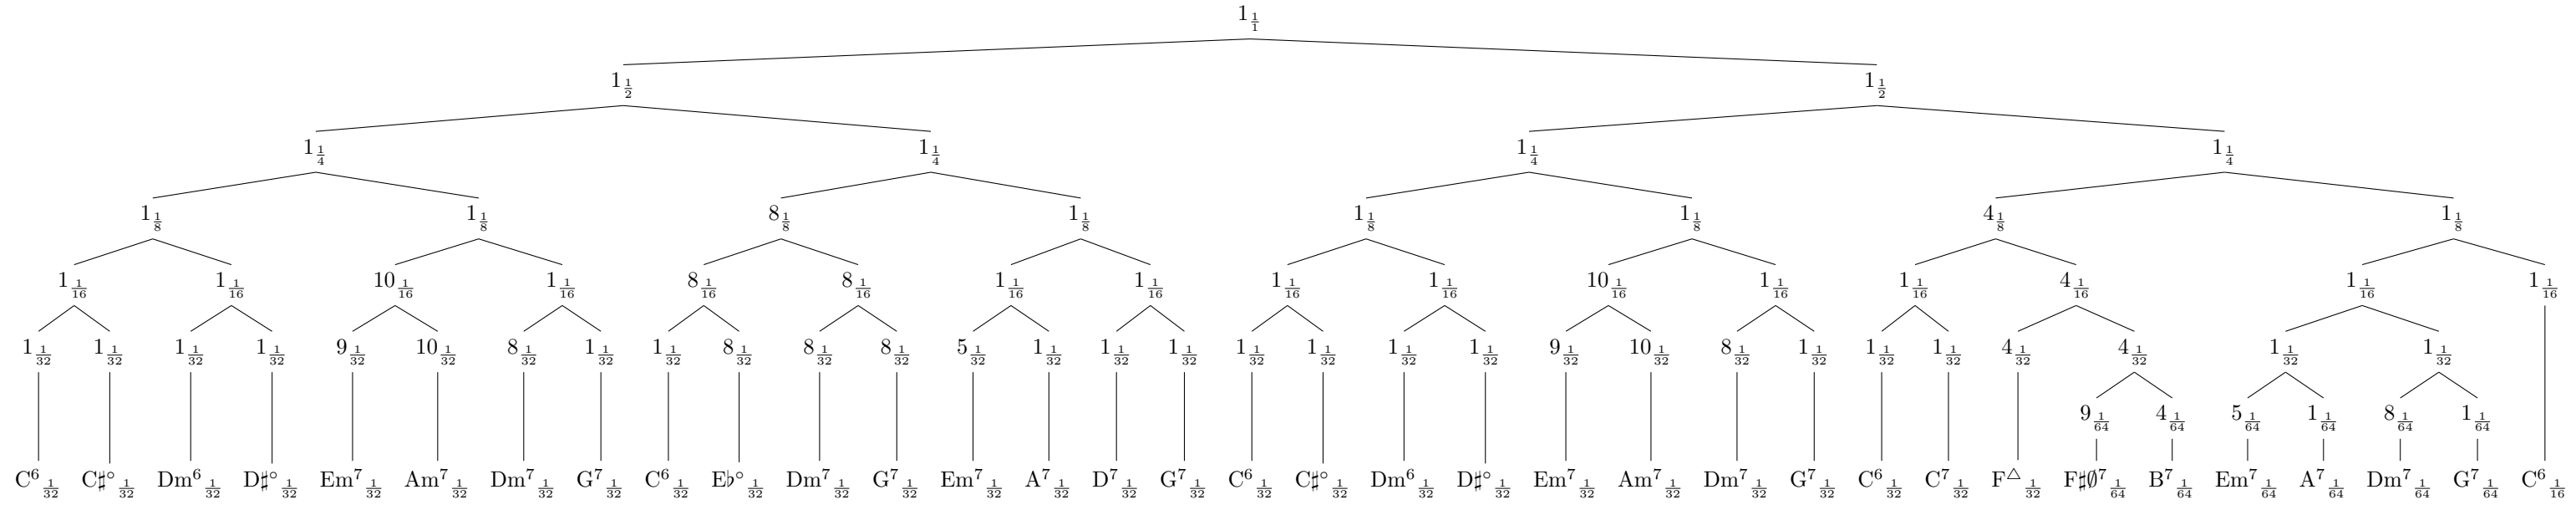 1 1/1
1 1/2 1 1/2
1 1/4 1 1/4 1 1/4 1 1/4
1 1/8 1 1/8 8 1/8 1 1/8 1 1/8 1 1/8 4 1/8 1 1/8
1 1/16 1 1/16 10 1/16 1 1/16 8 1/16 8 1/16 1 1/16 1 1/16 1 1/16 1 1/16 10 1/16 1 1/16 1 1/16 4 1/16 1 1/16 1 1/16
1 1/32 1 1/32 1 1/32 1 1/32 9 1/32 10 1/32 8 1/32 1 1/32 1 1/32 8 1/32 8 1/32 8 1/32 5 1/32 1 1/32 1 1/32 1 1/32 1 1/32 1 1/32 1 1/32 1 1/32 9 1/32 10 1/32 8 1/32 1 1/32 1 1/32 1 1/32 4 1/32 4 1/32 1 1/32 1 1/32
9 1/64 4 1/64 5 1/64 1 1/64 8 1/64 1 1/64
C⁶ 1/32 C♯° 1/32 Dm⁶ 1/32 D♯° 1/32 Em⁷ 1/32 Am⁷ 1/32 Dm⁷ 1/32 G⁷ 1/32 C⁶ 1/32 E♭° 1/32 Dm⁷ 1/32 G⁷ 1/32 Em⁷ 1/32 A⁷ 1/32 D⁷ 1/32 G⁷ 1/32 C⁶ 1/32 C♯° 1/32 Dm⁶ 1/32 D♯° 1/32 Em⁷ 1/32 Am⁷ 1/32 Dm⁷ 1/32 G⁷ 1/32 C⁶ 1/32 C⁷ 1/32 F△ 1/32 F♯∅⁷ 1/64 B⁷ 1/64 Em⁷ 1/64 A⁷ 1/64 Dm⁷ 1/64 G⁷ 1/64 C⁶ 1/16